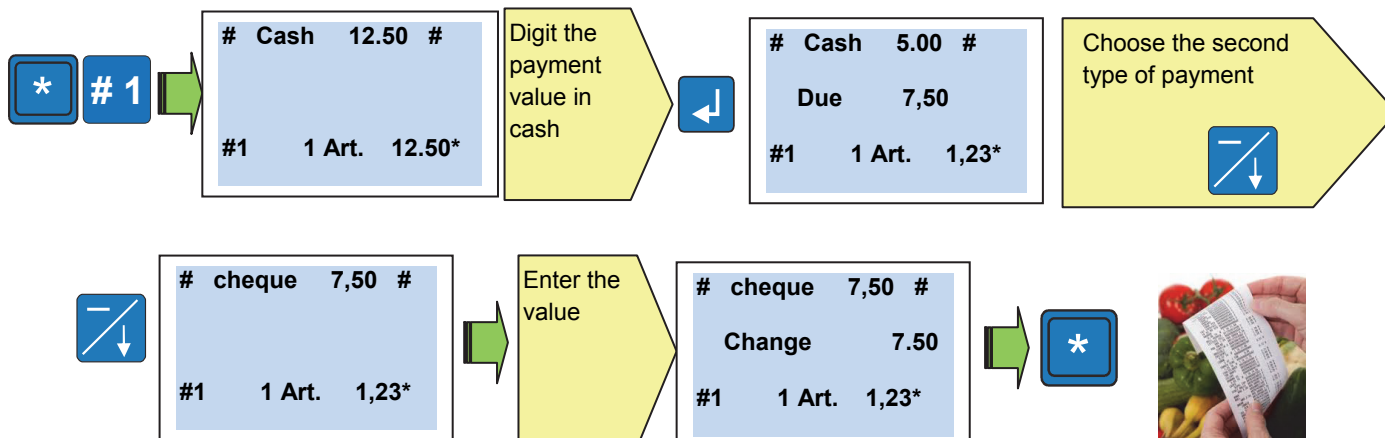 * # 1
# Cash 12.50 #
#1 1 Art. 12.50*
Digit the
payment
value in
cash
# Cash 5.00 #
Due 7,50
#1 1 Art. 1,23*
Choose the second
type of payment
# cheque 7,50 #
#1 1 Art. 1,23*
Enter the
value
# cheque 7,50 #
Change 7.50
#1 1 Art. 1,23*
*